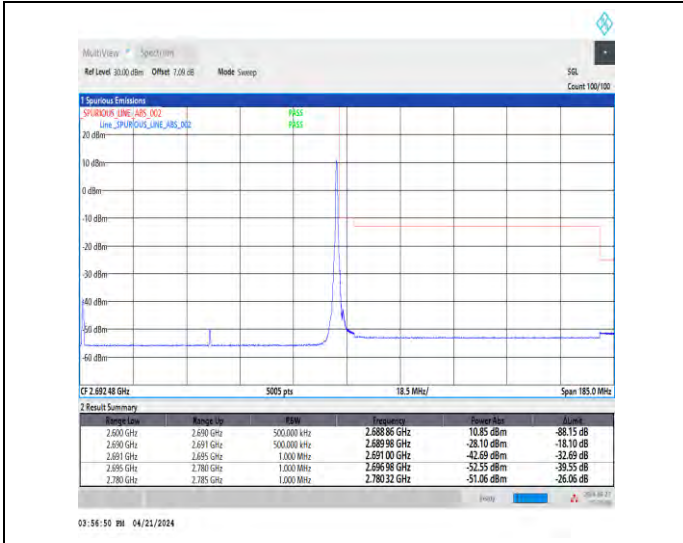 MultiView Spectrum
Ref Level 30.00 dBm Offset 7.09 dB Mode Sweep SGL
Count 100/100
1 Spurious Emissions
_SPURIOUS_LINE_ABS_002 PASS
Line _SPURIOUS_LINE_ABS_002 PASS
20 dBm
10 dBm
0 dBm
-10 dBm
-20 dBm
-30 dBm
-40 dBm
-50 dBm
-60 dBm
CF 2.692 48 GHz 5005 pts 18.5 MHz/ Span 185.0 MHz
2 Result Summary
Range Low Range Up RBW Frequency Power Abs ΔLimit
2.600 GHz 2.690 GHz 500.000 kHz 2.688 86 GHz 10.85 dBm -88.15 dB
2.690 GHz 2.691 GHz 500.000 kHz 2.689 98 GHz -28.10 dBm -18.10 dB
2.691 GHz 2.695 GHz 1.000 MHz 2.691 00 GHz -42.69 dBm -32.69 dB
2.695 GHz 2.780 GHz 1.000 MHz 2.696 98 GHz -52.55 dBm -39.55 dB
2.780 GHz 2.785 GHz 1.000 MHz 2.780 32 GHz -51.06 dBm -26.06 dB
03:56:50 PM 04/21/2024